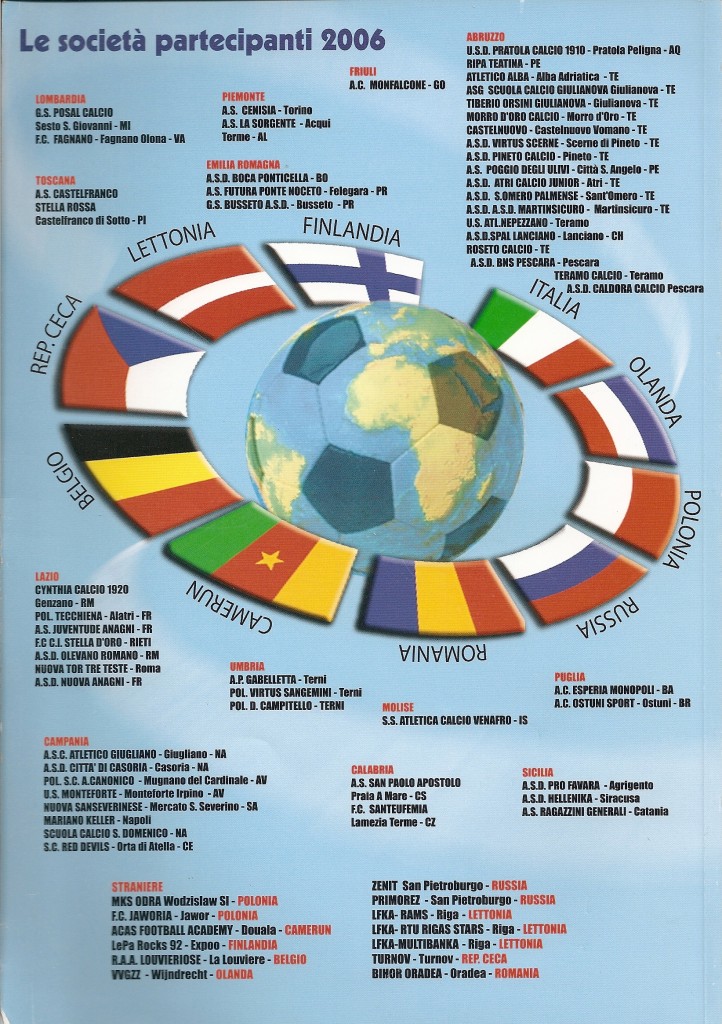 Le società partecipanti 2006
LOMBARDIA
G.S. POSAL CALCIO
Sesto S. Giovanni - MI
F.C. FAGNANO - Fagnano Olona - VA
PIEMONTE
A.S. CENISIA - Torino
A.S. LA SORGENTE - Acqui
Terme - AL
FRIULI
A.C. MONFALCONE - GO
ABRUZZO
U.S.D. PRATOLA CALCIO 1910 - Pratola Peligna - AQ
RIPA TEATINA - PE
ATLETICO ALBA - Alba Adriatica - TE
ASG SCUOLA CALCIO GIULIANOVA Giulianova - TE
TIBERIO ORSINI GIULIANOVA - Giulianova - TE
MORRO D'ORO CALCIO - Morro d'Oro - TE
CASTELNUOVO - Castelnuovo Vomano - TE
A.S.D. VIRTUS SCERNE - Scerne di Pineto - TE
A.S.D. PINETO CALCIO - Pineto - TE
A.S. POGGIO DEGLI ULIVI - Città S. Angelo - PE
A.S.D. ATRI CALCIO JUNIOR - Atri - TE
A.S.D. S.OMERO PALMENSE - Sant'Omero - TE
A.S.D. A.S.D. MARTINSICURO - Martinsicuro - TE
U.S. ATL.NEPEZZANO - Teramo
A.S.D.SPAL LANCIANO - Lanciano - CH
ROSETO CALCIO - TE
A.S.D. BNS PESCARA - Pescara
TERAMO CALCIO - Teramo
A.S.D. CALDORA CALCIO Pescara
TOSCANA
A.S. CASTELFRANCO
STELLA ROSSA
Castelfranco di Sotto - PI
EMILIA ROMAGNA
A.S.D. BOCA PONTICELLA - BO
A.S. FUTURA PONTE NOCETO - Felegara - PR
G.S. BUSSETO A.S.D. - Busseto - PR
LETTONIA
FINLANDIA
ITALIA
REP.CECA
OLANDA
BELGIO
POLONIA
CAMERUN
ROMANIA
RUSSIA
LAZIO
CYNTHIA CALCIO 1920
Genzano - RM
POL. TECCHIENA - Alatri - FR
A.S. JUVENTUDE ANAGNI - FR
F.C C.I. STELLA D'ORO - RIETI
A.S.D. OLEVANO ROMANO - RM
NUOVA TOR TRE TESTE - Roma
A.S.D. NUOVA ANAGNI - FR
UMBRIA
A.P. GABELLETTA - Terni
POL. VIRTUS SANGEMINI - Terni
POL. D. CAMPITELLO - TERNI
MOLISE
S.S. ATLETICA CALCIO VENAFRO - IS
PUGLIA
A.C. ESPERIA MONOPOLI - BA
A.C. OSTUNI SPORT - Ostuni - BR
CAMPANIA
A.S.C. ATLETICO GIUGLIANO - Giugliano - NA
A.S.D. CITTA' DI CASORIA - Casoria - NA
POL. S.C. A.CANONICO - Mugnano del Cardinale - AV
U.S. MONTEFORTE - Monteforte Irpino - AV
NUOVA SANSEVERINESE - Mercato S. Severino - SA
MARIANO KELLER - Napoli
SCUOLA CALCIO S. DOMENICO - NA
S.C. RED DEVILS - Orta di Atella - CE
CALABRIA
A.S. SAN PAOLO APOSTOLO
Praia A Mare - CS
F.C. SANTEUFEMIA
Lamezia Terme - CZ
SICILIA
A.S.D. PRO FAVARA - Agrigento
A.S.D. HELLENIKA - Siracusa
A.S. RAGAZZINI GENERALI - Catania
STRANIERE
MKS ODRA Wodzislaw Sl - POLONIA
F.C. JAWORIA - Jawor - POLONIA
ACAS FOOTBALL ACADEMY - Douala - CAMERUN
LePa Rocks 92 - Expoo - FINLANDIA
R.A.A. LOUVIERIOSE - La Louviere - BELGIO
VVGZZ - Wijndrecht - OLANDA
ZENIT San Pietroburgo - RUSSIA
PRIMOREZ - San Pietroburgo - RUSSIA
LFKA- RAMS - Riga - LETTONIA
LFKA- RTU RIGAS STARS - Riga - LETTONIA
LFKA-MULTIBANKA - Riga - LETTONIA
TURNOV - Turnov - REP. CECA
BIHOR ORADEA - Oradea - ROMANIA